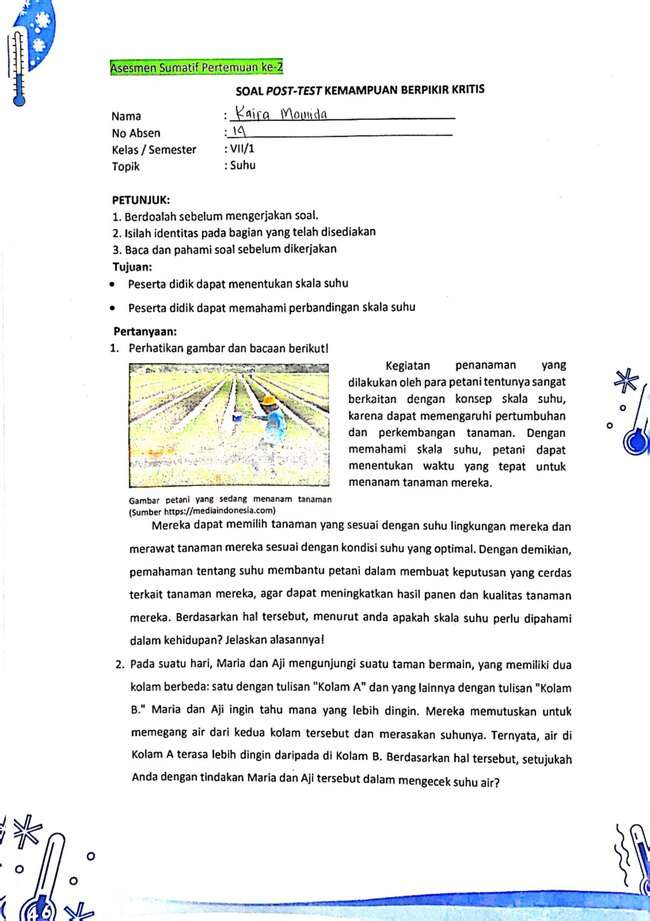 Asesmen Sumatif Pertemuan ke-2
SOAL POST-TEST KEMAMPUAN BERPIKIR KRITIS
Nama : Kaira
No Absen : 19
Kelas / Semester : VII/1
Topik : Suhu
PETUNJUK:
1. Berdoalah sebelum mengerjakan soal.
2. Isilah identitas pada bagian yang telah disediakan
3. Baca dan pahami soal sebelum dikerjakan
Tujuan:
• Peserta didik dapat menentukan skala suhu
• Peserta didik dapat memahami perbandingan skala suhu
Pertanyaan:
1. Perhatikan gambar dan bacaan berikut!
Kegiatan penanaman yang
dilakukan oleh para petani tentunya sangat
berkaitan dengan konsep skala suhu,
karena dapat memengaruhi pertumbuhan
dan perkembangan tanaman. Dengan
memahami skala suhu, petani dapat
menentukan waktu yang tepat untuk
menanam tanaman mereka.
Gambar petani yang sedang menanam tanaman
(Sumber https://mediaindonesia.com)
Mereka dapat memilih tanaman yang sesuai dengan suhu lingkungan mereka dan
merawat tanaman mereka sesuai dengan kondisi suhu yang optimal. Dengan demikian,
pemahaman tentang suhu membantu petani dalam membuat keputusan yang cerdas
terkait tanaman mereka, agar dapat meningkatkan hasil panen dan kualitas tanaman
mereka. Berdasarkan hal tersebut, menurut anda apakah skala suhu perlu dipahami
dalam kehidupan? Jelaskan alasannya!
2. Pada suatu hari, Maria dan Aji mengunjungi suatu taman bermain, yang memiliki dua
kolam berbeda: satu dengan tulisan "Kolam A" dan yang lainnya dengan tulisan "Kolam
B." Maria dan Aji ingin tahu mana yang lebih dingin. Mereka memutuskan untuk
memegang air dari kedua kolam tersebut dan merasakan suhunya. Ternyata, air di
Kolam A terasa lebih dingin daripada di Kolam B. Berdasarkan hal tersebut, setujukah
Anda dengan tindakan Maria dan Aji tersebut dalam mengecek suhu air?